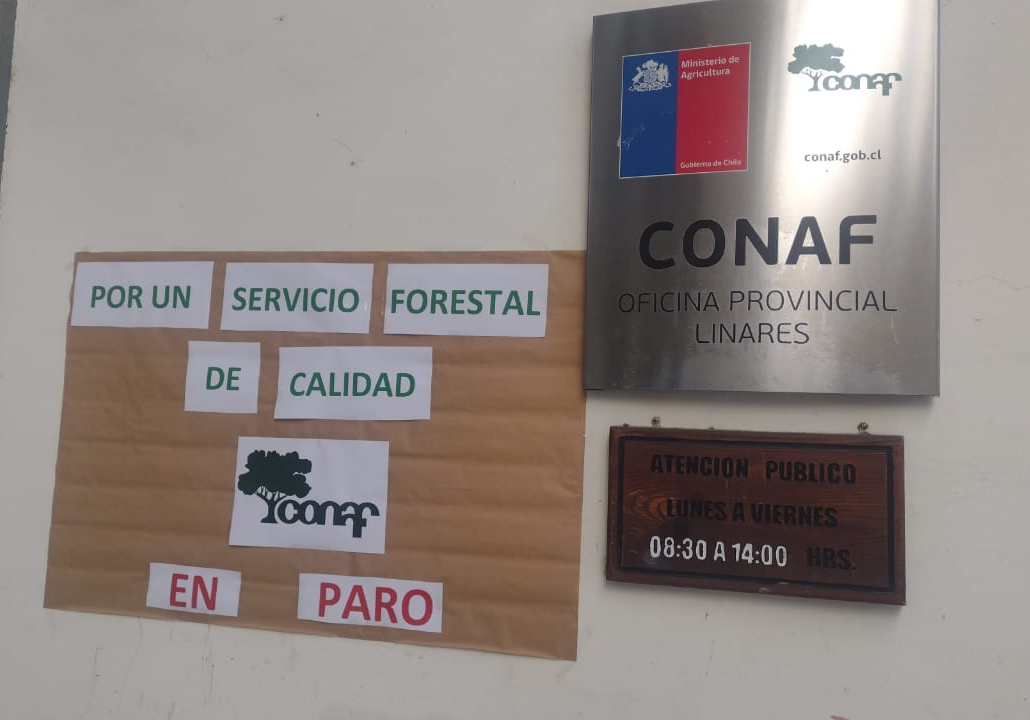 POR UN SERVICIO FORESTAL
DE CALIDAD
conaf
EN PARO
Ministerio de
Agricultura
Gobierno de Chile
conaf
conaf.gob.cl
CONAF
OFICINA PROVINCIAL
LINARES
ATENCION PUBLICO
LUNES A VIERNES
08:30 A 14:00 HRS.